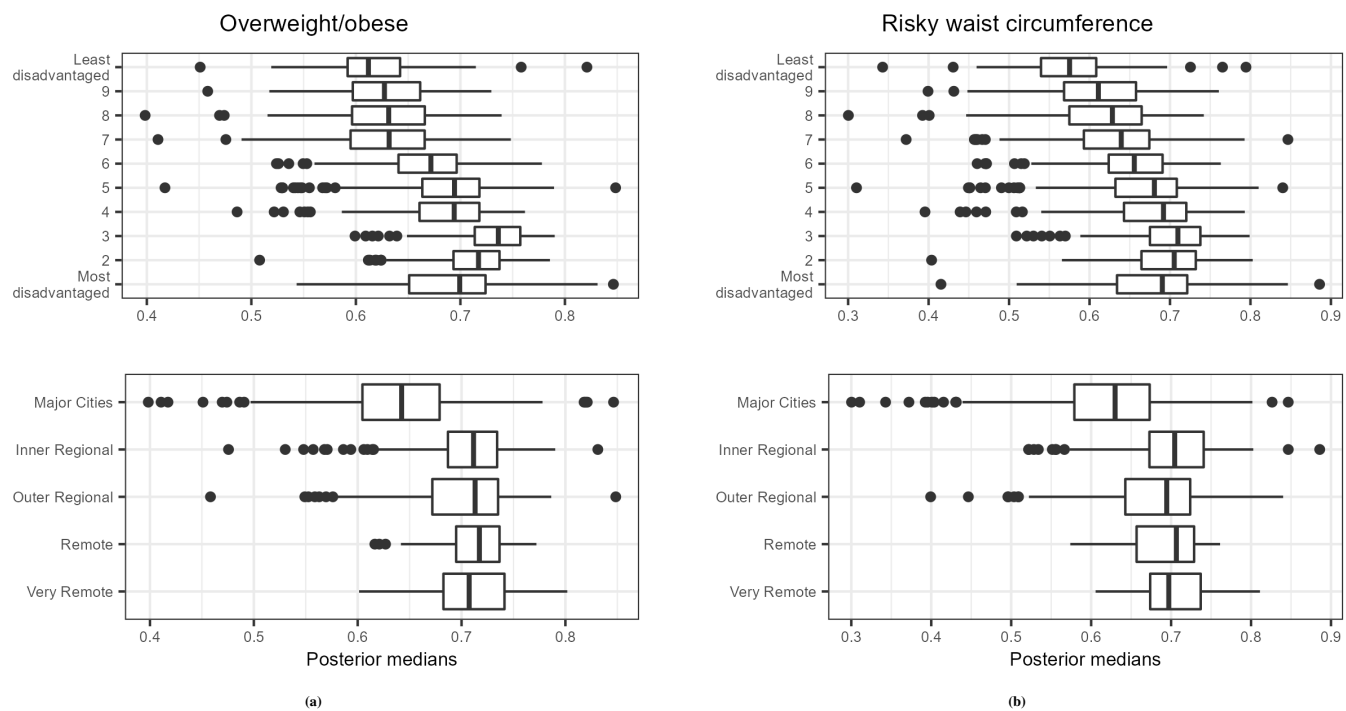 Overweight/obese
Least
disadvantaged
9
8
7
6
5
4
3
2
Most
disadvantaged
0.4 0.5 0.6 0.7 0.8
Risky waist circumference
Least
disadvantaged
9
8
7
6
5
4
3
2
Most
disadvantaged
0.3 0.4 0.5 0.6 0.7 0.8 0.9
Major Cities
Inner Regional
Outer Regional
Remote
Very Remote
0.4 0.5 0.6 0.7 0.8
Posterior medians
(a)
Major Cities
Inner Regional
Outer Regional
Remote
Very Remote
0.3 0.4 0.5 0.6 0.7 0.8 0.9
Posterior medians
(b)